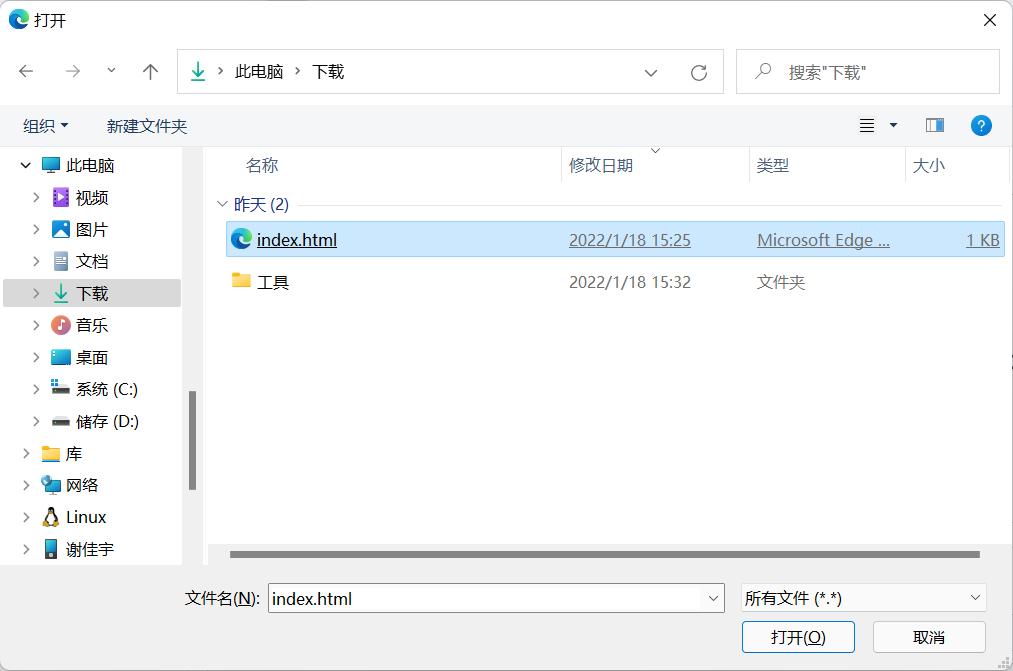 打开
此电脑 下载
搜索"下载"
组织 新建文件夹
名称 修改日期 类型 大小
此电脑
视频
图片
文档
下载
音乐
桌面
系统 (C:)
储存 (D:)
库
网络
Linux
谢佳宇
昨天 (2)
index.html 2022/1/18 15:25 Microsoft Edge ... 1 KB
工具 2022/1/18 15:32 文件夹
文件名(N): index.html 所有文件 (*.*)
打开(O) 取消